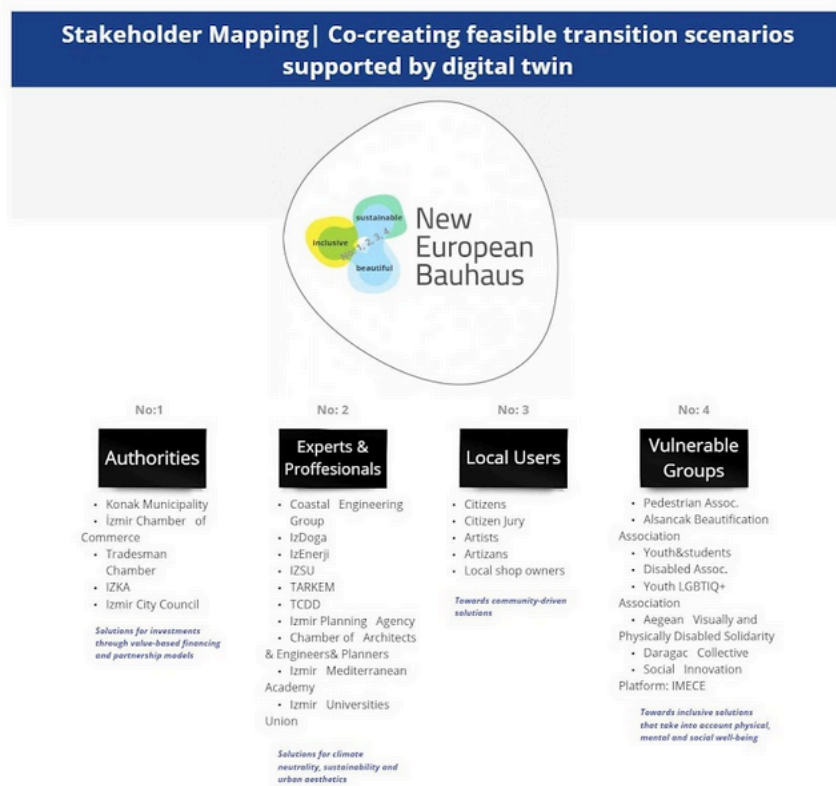 Stakeholder Mapping| Co-creating feasible transition scenarios
supported by digital twin
sustainable
inclusive
No: 1, 2, 3, 4
beautiful
New
European
Bauhaus
No:1
Authorities
• Konak Municipality
• İzmir Chamber of
Commerce
• Tradesman
Chamber
• IZKA
• Izmir City Council
Solutions for investments
through value-based financing
and partnership models
No: 2
Experts &
Proffesionals
• Coastal Engineering
Group
• IzDoga
• IzEnerji
• IZSU
• TARKEM
• TCDD
• Izmir Planning Agency
• Chamber of Architects
& Engineers& Planners
• Izmir Mediterranean
Academy
• Izmir Universities
Union
Solutions for climate
neutrality, sustainability and
urban aesthetics
No: 3
Local Users
• Citizens
• Citizen Jury
• Artists
• Artizans
• Local shop owners
Towards community-driven
solutions
No: 4
Vulnerable
Groups
• Pedestrian Assoc.
• Alsancak Beautification
Association
• Youth&students
• Disabled Assoc.
• Youth LGBTIQ+
Association
• Aegean Visually and
Physically Disabled Solidarity
• Daragac Collective
• Social Innovation
Platform: IMECE
Towards inclusive solutions
that take into account physical,
mental and social well-being